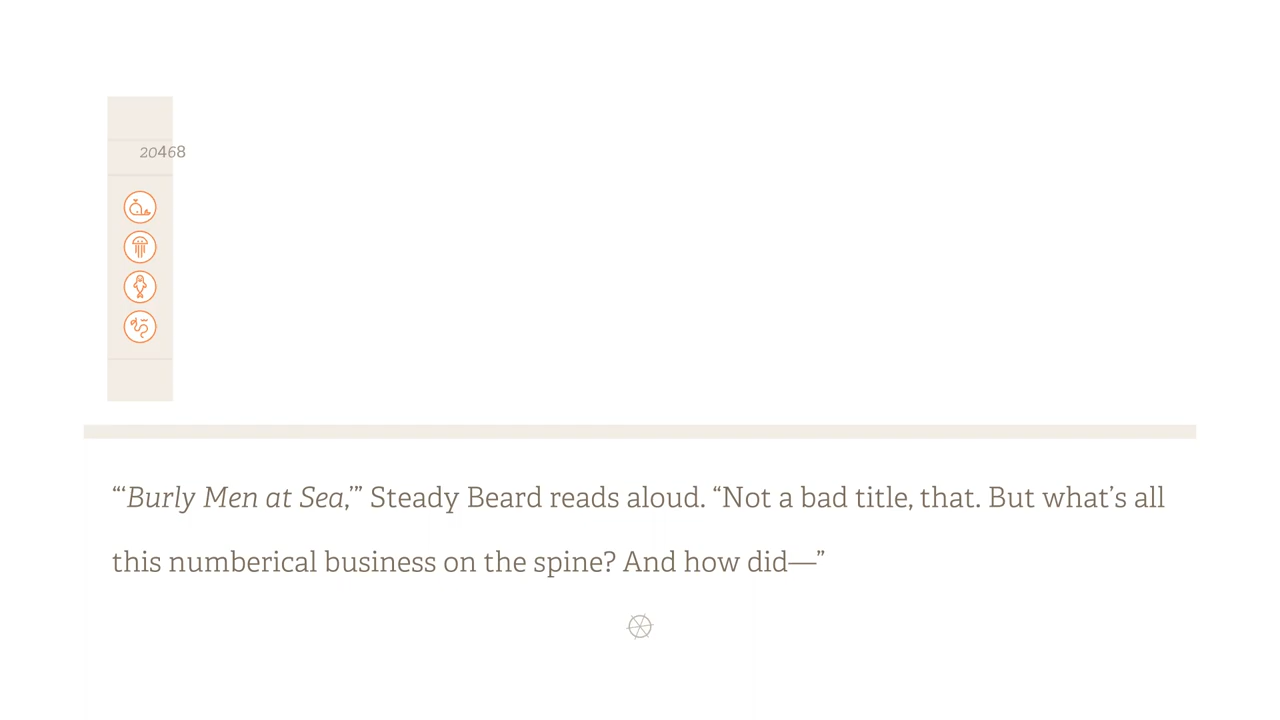 20468
“‘Burly Men at Sea,’” Steady Beard reads aloud. “Not a bad title, that. But what’s all
this numberical business on the spine? And how did—”